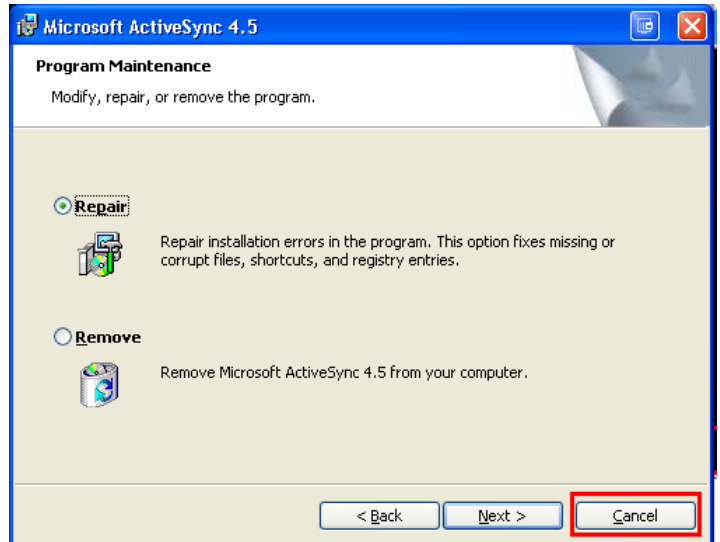 Microsoft ActiveSync 4.5
Program Maintenance
Modify, repair, or remove the program.
Repair
Repair installation errors in the program. This option fixes missing or
corrupt files, shortcuts, and registry entries.
Remove
Remove Microsoft ActiveSync 4.5 from your computer.
< Back Next > Cancel